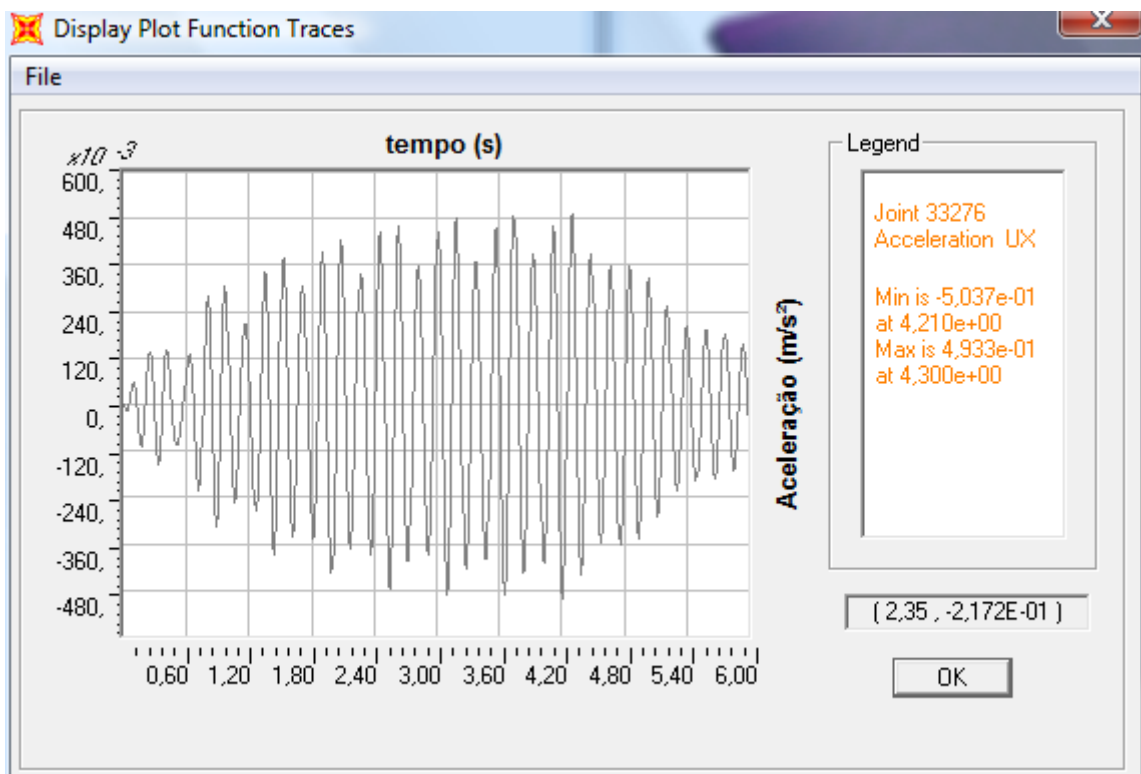 Display Plot Function Traces
File
tempo (s)
x10 -3
600,
480,
360,
240,
120,
0,
-120,
-240,
-360,
-480,
0,60 1,20 1,80 2,40 3,00 3,60 4,20 4,80 5,40 6,00
Aceleração (m/s²)
Legend
Joint 33276
Acceleration UX
Min is -5,037e-01
at 4,210e+00
Max is 4,933e-01
at 4,300e+00
( 2,35 , -2,172E-01 )
OK